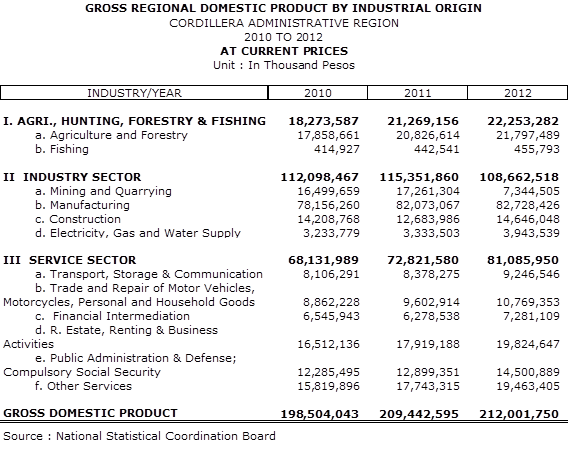 GROSS REGIONAL DOMESTIC PRODUCT BY INDUSTRIAL ORIGIN
CORDILLERA ADMINISTRATIVE REGION
2010 TO 2012
AT CURRENT PRICES
Unit : In Thousand Pesos
INDUSTRY/YEAR 2010 2011 2012
I. AGRI., HUNTING, FORESTRY & FISHING 18,273,587 21,269,156 22,253,282
a. Agriculture and Forestry 17,858,661 20,826,614 21,797,489
b. Fishing 414,927 442,541 455,793
II INDUSTRY SECTOR 112,098,467 115,351,860 108,662,518
a. Mining and Quarrying 16,499,659 17,261,304 7,344,505
b. Manufacturing 78,156,260 82,073,067 82,728,426
c. Construction 14,208,768 12,683,986 14,646,048
d. Electricity, Gas and Water Supply 3,233,779 3,333,503 3,943,539
III SERVICE SECTOR 68,131,989 72,821,580 81,085,950
a. Transport, Storage & Communication 8,106,291 8,378,275 9,246,546
b. Trade and Repair of Motor Vehicles,
Motorcycles, Personal and Household Goods 8,862,228 9,602,914 10,769,353
c. Financial Intermediation 6,545,943 6,278,538 7,281,109
d. R. Estate, Renting & Business
Activities 16,512,136 17,919,188 19,824,647
e. Public Administration & Defense;
Compulsory Social Security 12,285,495 12,899,351 14,500,889
f. Other Services 15,819,896 17,743,315 19,463,405
GROSS DOMESTIC PRODUCT 198,504,043 209,442,595 212,001,750
Source : National Statistical Coordination Board